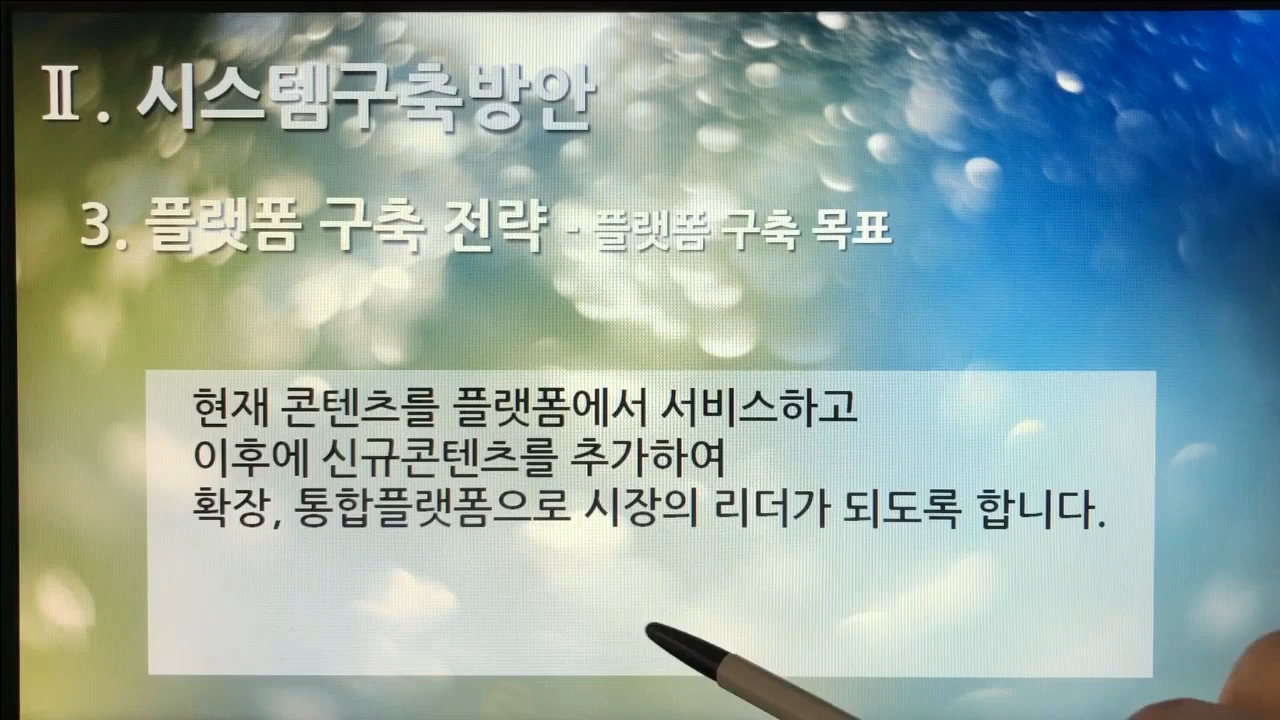 Ⅱ. 시스템구축방안
3. 플랫폼 구축 전략 - 플랫폼 구축 목표
현재 콘텐츠를 플랫폼에서 서비스하고
이후에 신규콘텐츠를 추가하여
확장, 통합플랫폼으로 시장의 리더가 되도록 합니다.